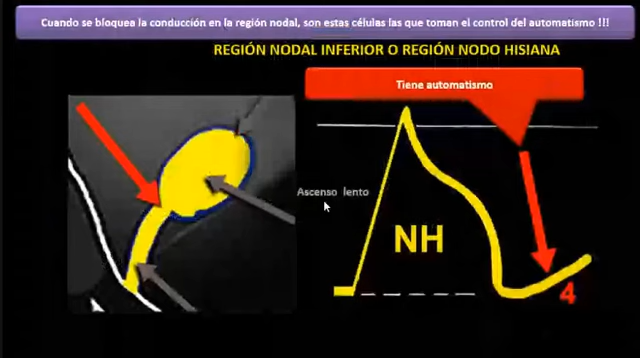 Cuando se bloquea la conducción en la región nodal, son estas células las que toman el control del automatismo !!!
REGIÓN NODAL INFERIOR O REGIÓN NODO HISIANA
Tiene automatismo
Ascenso lento
NH
4